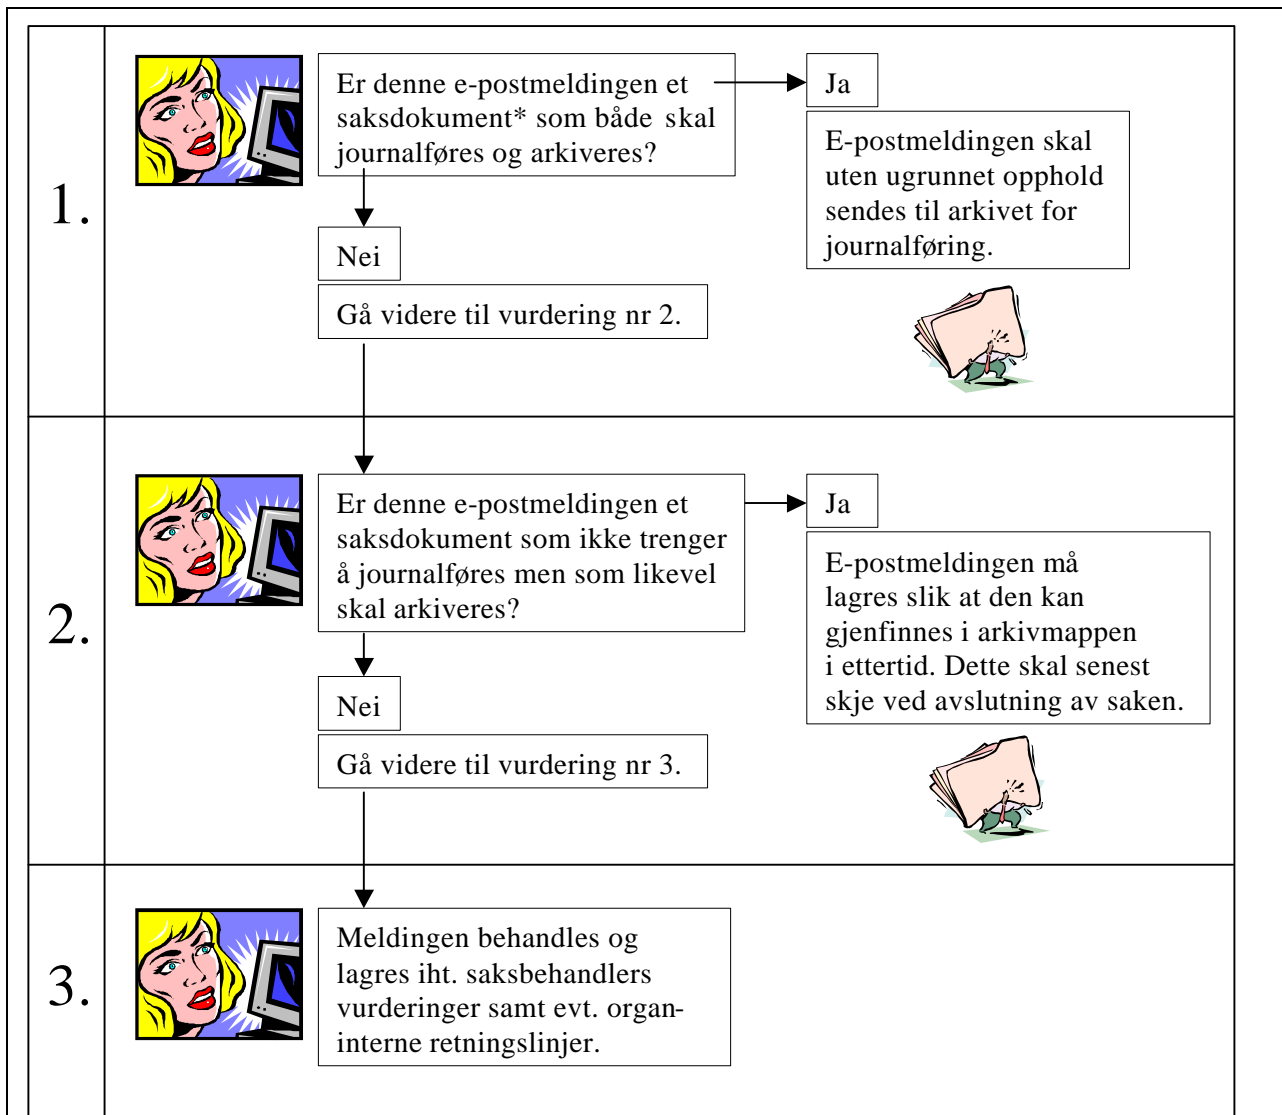 1.
Er denne e-postmeldingen et
saksdokument* som både skal
journalføres og arkiveres?
Ja
E-postmeldingen skal
uten ugrunnet opphold
sendes til arkivet for
journalføring.
Nei
Gå videre til vurdering nr 2.
2.
Er denne e-postmeldingen et
saksdokument som ikke trenger
å journalføres men som likevel
skal arkiveres?
Ja
E-postmeldingen må
lagres slik at den kan
gjenfinnes i arkivmappen
i ettertid. Dette skal senest
skje ved avslutning av saken.
Nei
Gå videre til vurdering nr 3.
3.
Meldingen behandles og
lagres iht. saksbehandlers
vurderinger samt evt. organ-
interne retningslinjer.